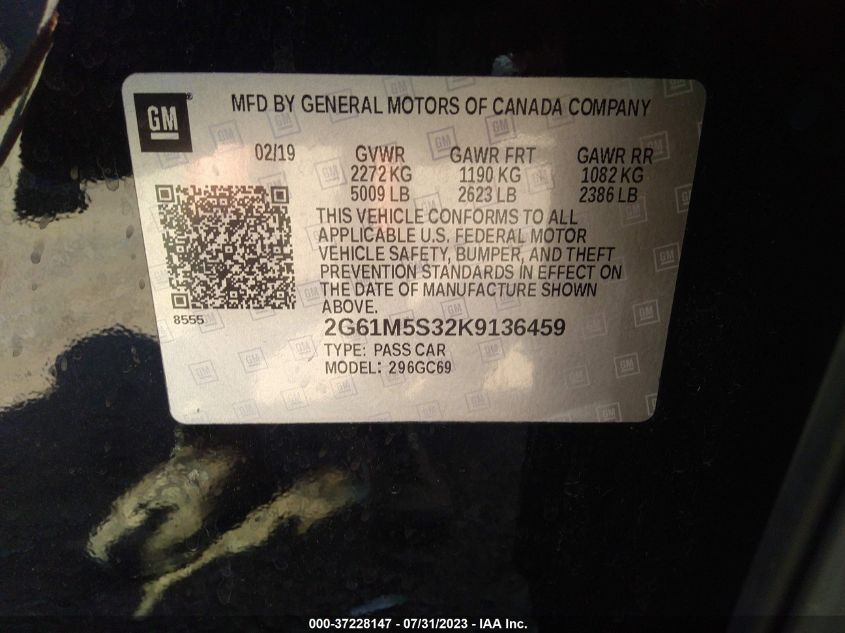 GM
MFD BY GENERAL MOTORS OF CANADA COMPANY
02/19 GVWR GAWR FRT GAWR RR
2272 KG 1190 KG 1082 KG
5009 LB 2623 LB 2386 LB
THIS VEHICLE CONFORMS TO ALL
APPLICABLE U.S. FEDERAL MOTOR
VEHICLE SAFETY, BUMPER, AND THEFT
PREVENTION STANDARDS IN EFFECT ON
THE DATE OF MANUFACTURE SHOWN
ABOVE.
8555
2G61M5S32K9136459
TYPE: PASS CAR
MODEL: 296GC69
000-37228147 - 07/31/2023 - IAA Inc.